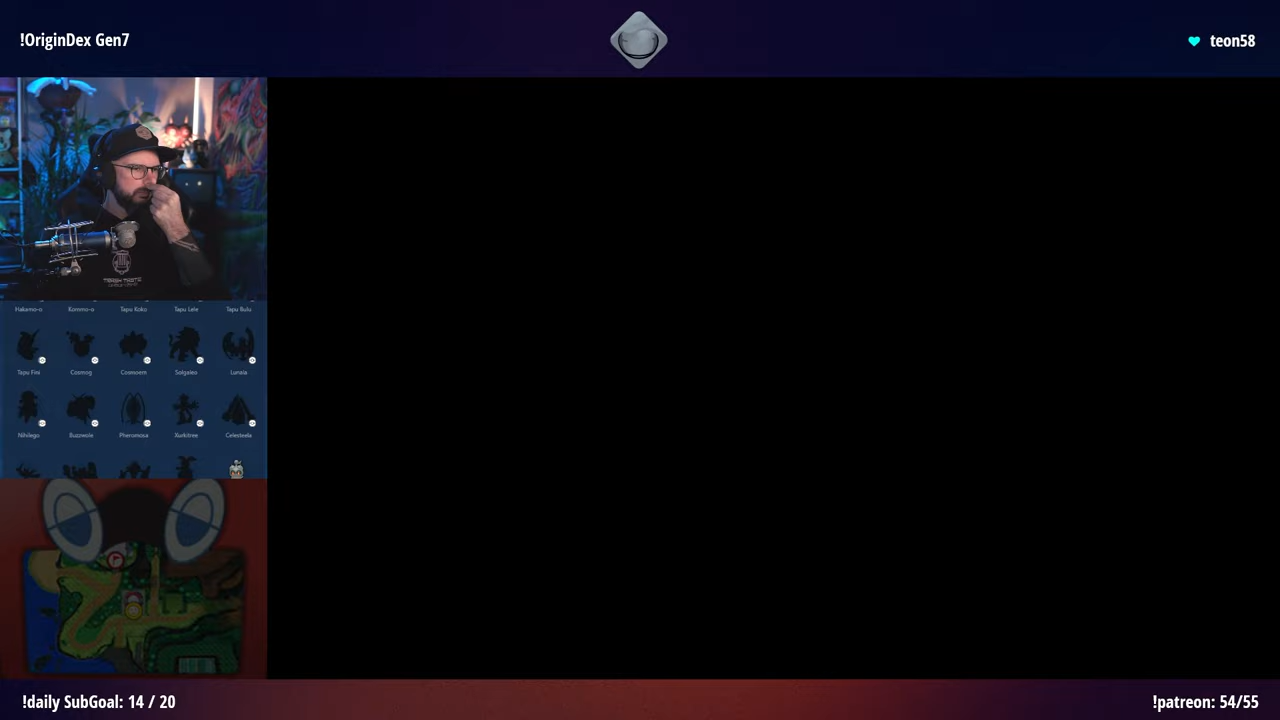 !OriginDex Gen7
teon58
Hakamo-o Kommo-o Tapu Koko Tapu Lele Tapu Bulu
Tapu Fini Cosmog Cosmoem Solgaleo Lunala
Nihilego Buzzwole Pheromosa Xurkitree Celesteela
!daily SubGoal: 14 / 20
!patreon: 54/55